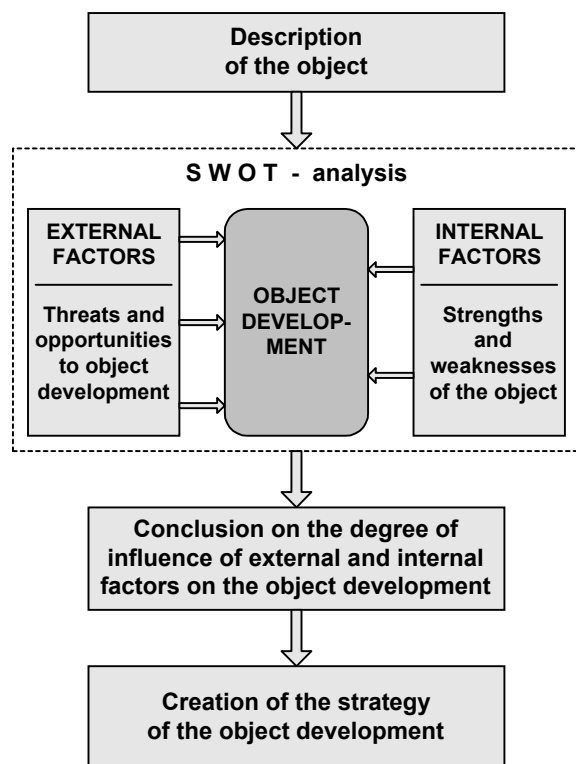 Description
of the object
S W O T - analysis
EXTERNAL
FACTORS
Threats and
opportunities
to object
development
OBJECT
DEVELOP-
MENT
INTERNAL
FACTORS
Strengths
and
weaknesses
of the object
Conclusion on the degree of
influence of external and internal
factors on the object development
Creation of the strategy
of the object development